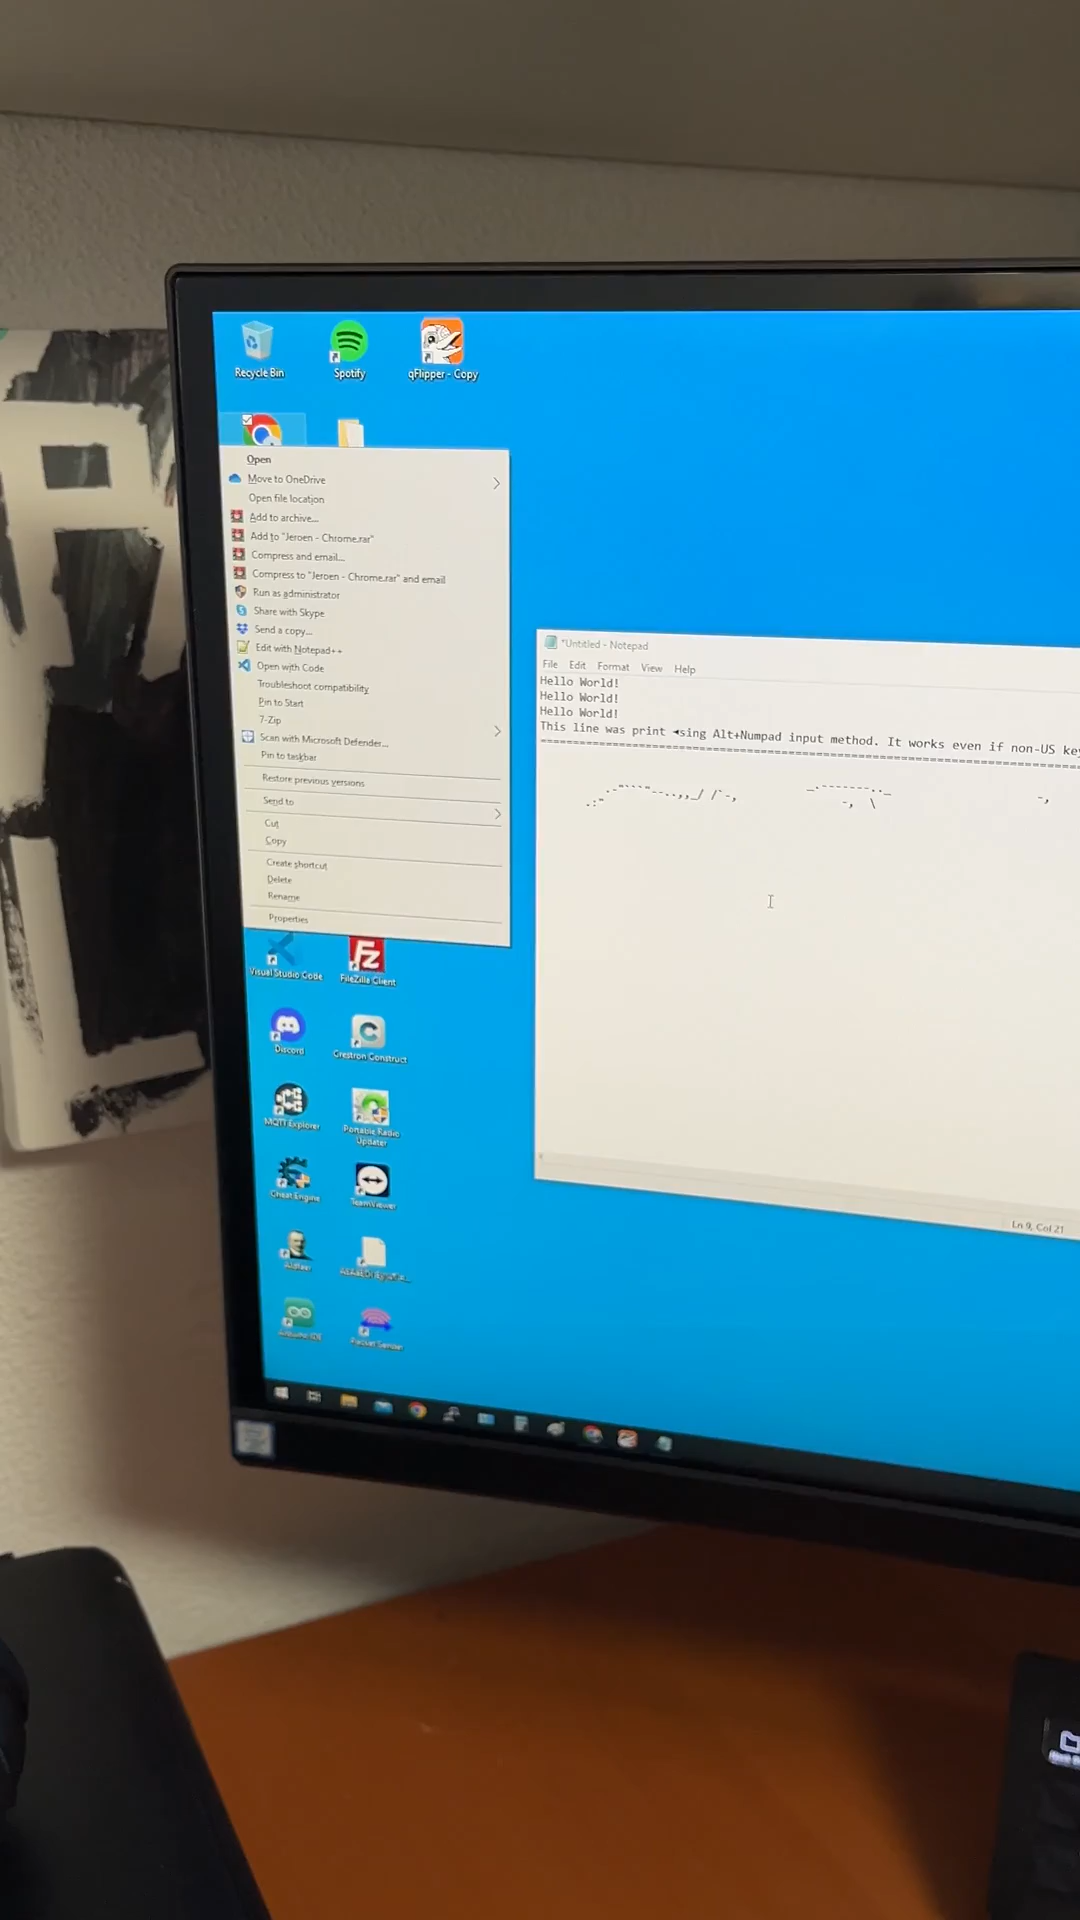 Recycle Bin
Spotify
qFlipper - Copy
Open
Move to OneDrive
Open file location
Add to archive...
Add to "Jeroen - Chrome.rar"
Compress and email...
Compress to "Jeroen - Chrome.rar" and email
Run as administrator
Share with Skype
Send a copy...
Edit with Notepad++
Open with Code
Troubleshoot compatibility
Pin to Start
7-Zip
Scan with Microsoft Defender...
Pin to taskbar
Restore previous versions
Send to
Cut
Copy
Create shortcut
Delete
Rename
Properties
*Untitled - Notepad
File Edit Format View Help
Hello World!
Hello World!
Hello World!
This line was print ◄sing Alt+Numpad input method. It works even if non-US key
Ln 9, Col 21
Visual Studio Code
FileZilla Client
Discord
Crestron Construct
MQTT Explorer
Portable Radio
Updater
Cheat Engine
TeamViewer
Arduino IDE
Packet Sender